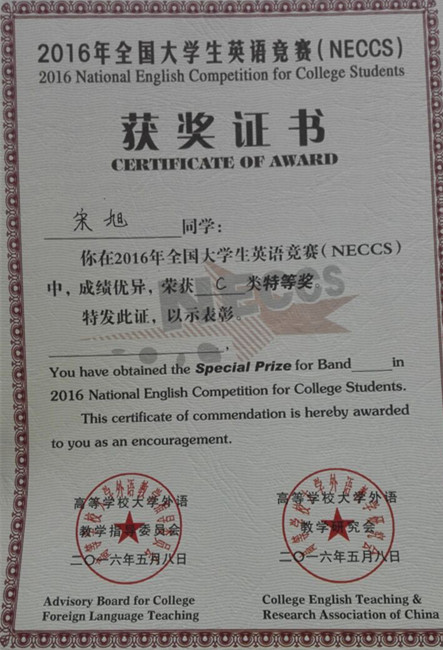 2016年全国大学生英语竞赛(NECCS)
2016 National English Competition for College Students
获奖证书
CERTIFICATE OF AWARD
宋旭 同学:
你在2016年全国大学生英语竞赛(NECCS)
中,成绩优异,荣获 C 类特等奖。
特发此证,以示表彰。
NECCS
,
You have obtained the Special Prize for Band in
2016 National English Competition for College Students.
This certificate of commendation is hereby awarded
to you as an encouragement.
高等学校大学外语
教学指导委员会
二〇一六年五月八日
Advisory Board for College
Foreign Language Teaching
高等学校大学外语
教学研究会
二〇一六年五月八日
College English Teaching &
Research Association of China